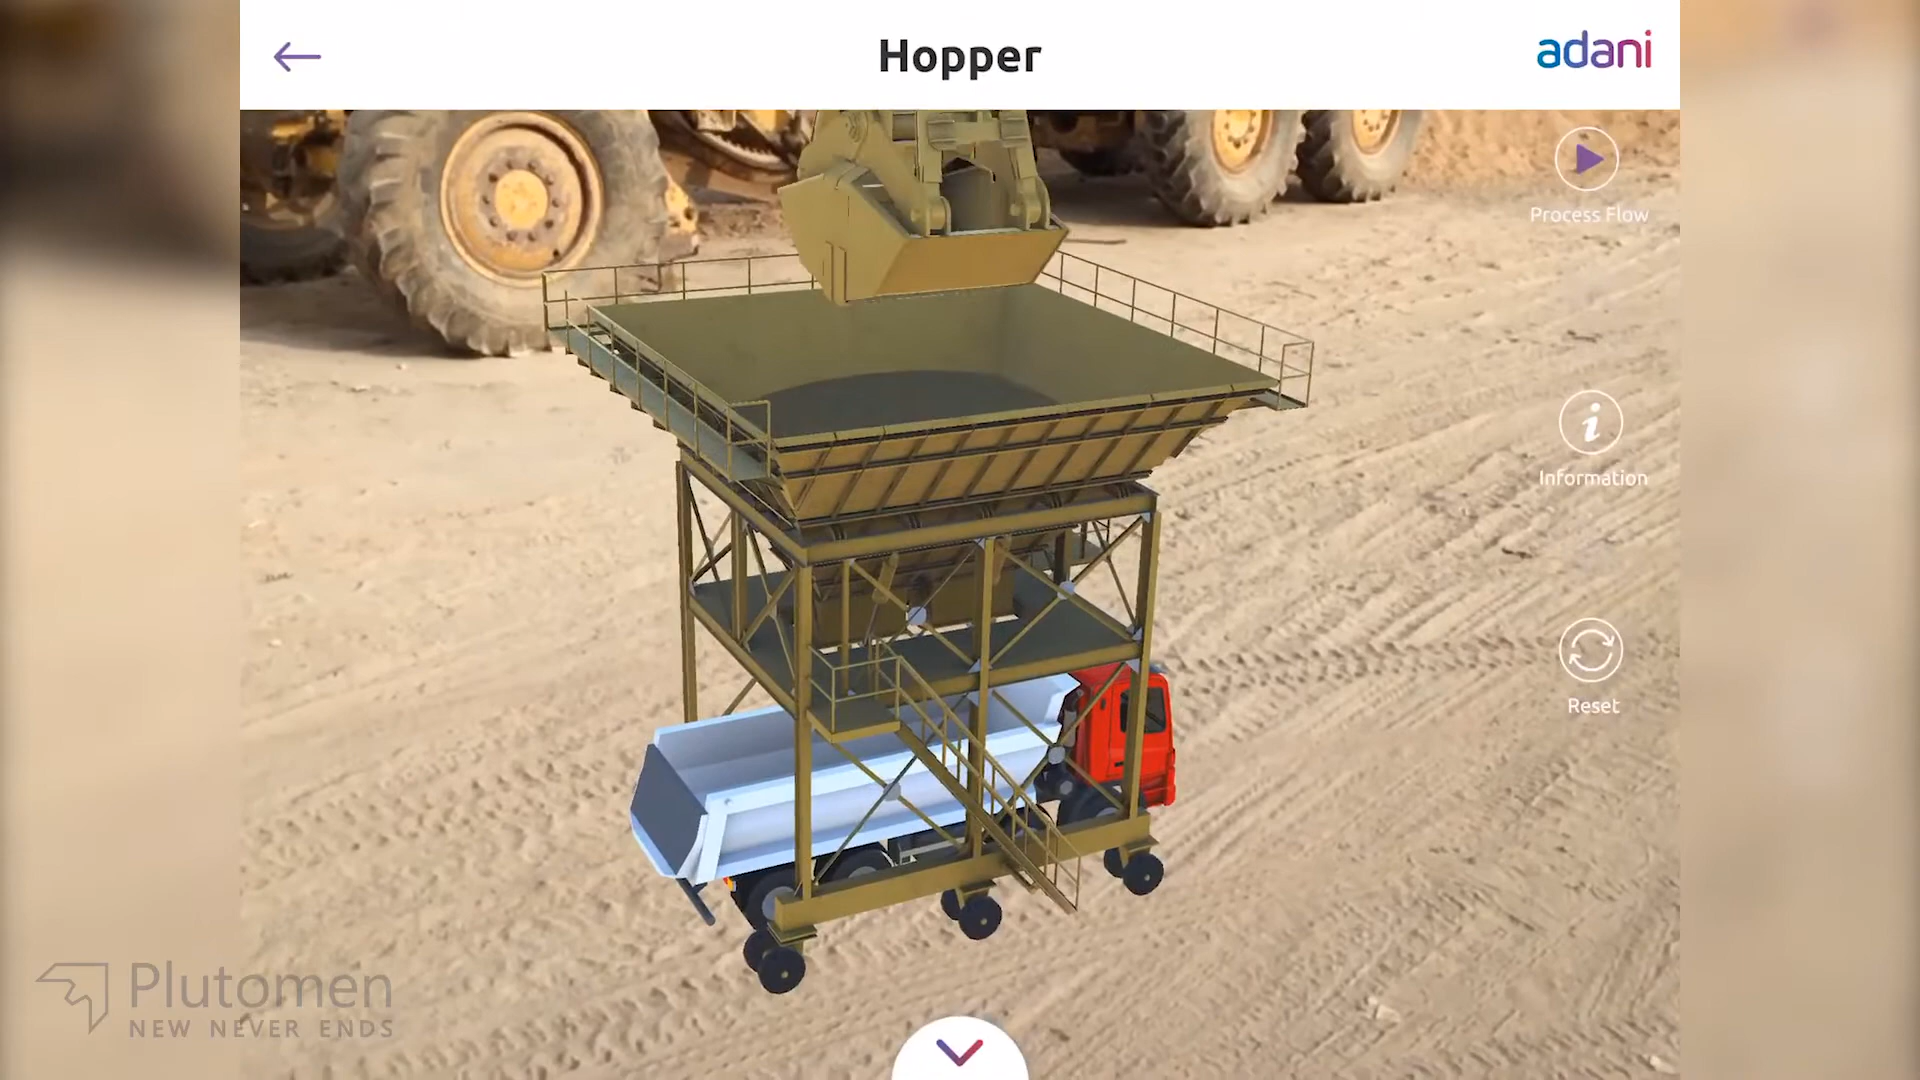 Hopper
adani
Process Flow
i
Information
Reset
Plutomen
NEW NEVER ENDS